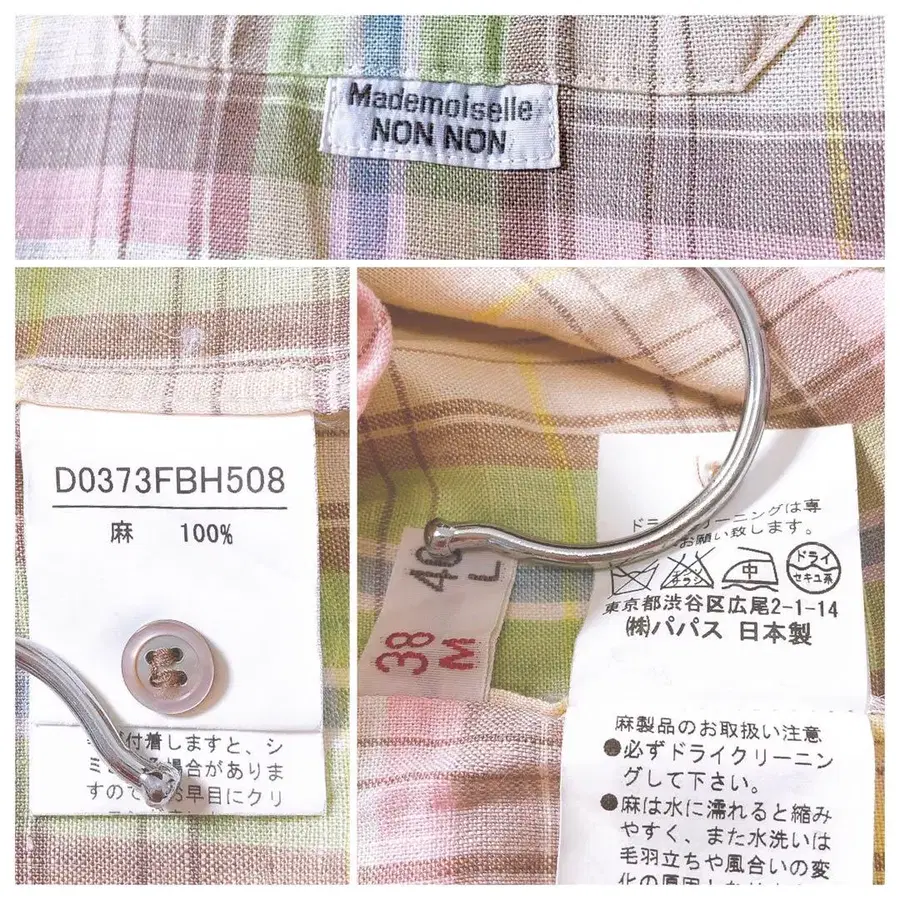 Mademoiselle
NON NON
D0373FBH508
麻 100%
付着しますと、シ
場合がありま
すので
お早目にクリ
40
L
38
M
ドライクリーニングは専
お願い致します。
中
ドライ
セキユ系
東京都渋谷区広尾2-1-14
㈱パパス 日本製
麻製品のお取扱い注意
●必ずドライクリーニン
グして下さい。
●麻は水に濡れると縮み
やすく、また水洗いは
毛羽立ちや風合いの変